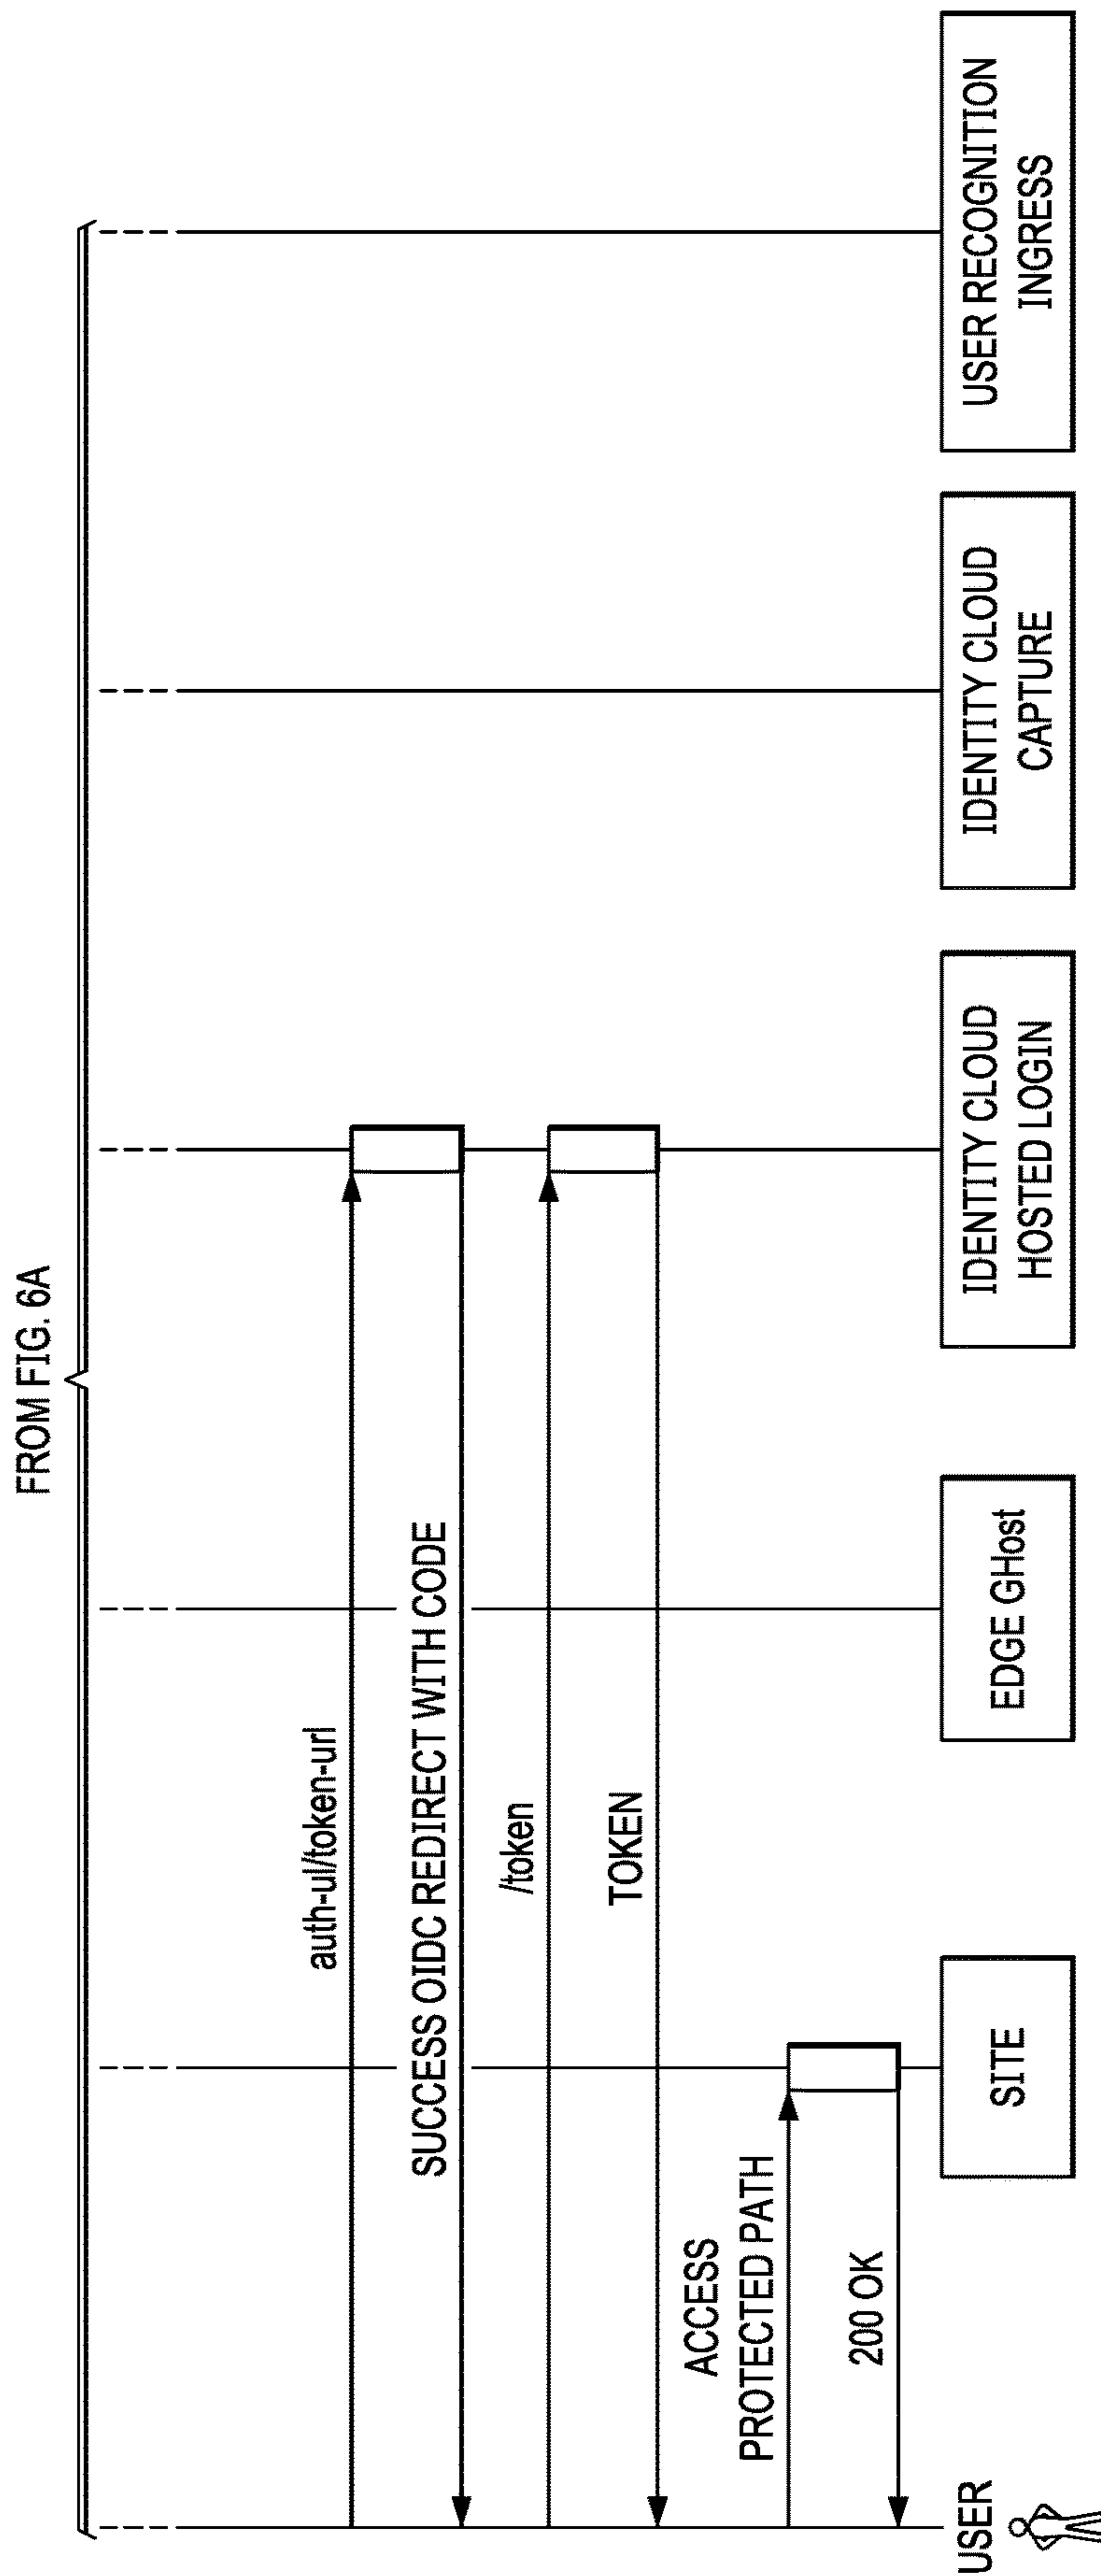 FROM FIG. 6A
auth-ul/token-url
SUCCESS OIDC REDIRECT WITH CODE
/token
TOKEN
ACCESS
PROTECTED PATH
200 OK
USER
SITE
EDGE GHost
IDENTITY CLOUD
HOSTED LOGIN
IDENTITY CLOUD
CAPTURE
USER RECOGNITION
INGRESS